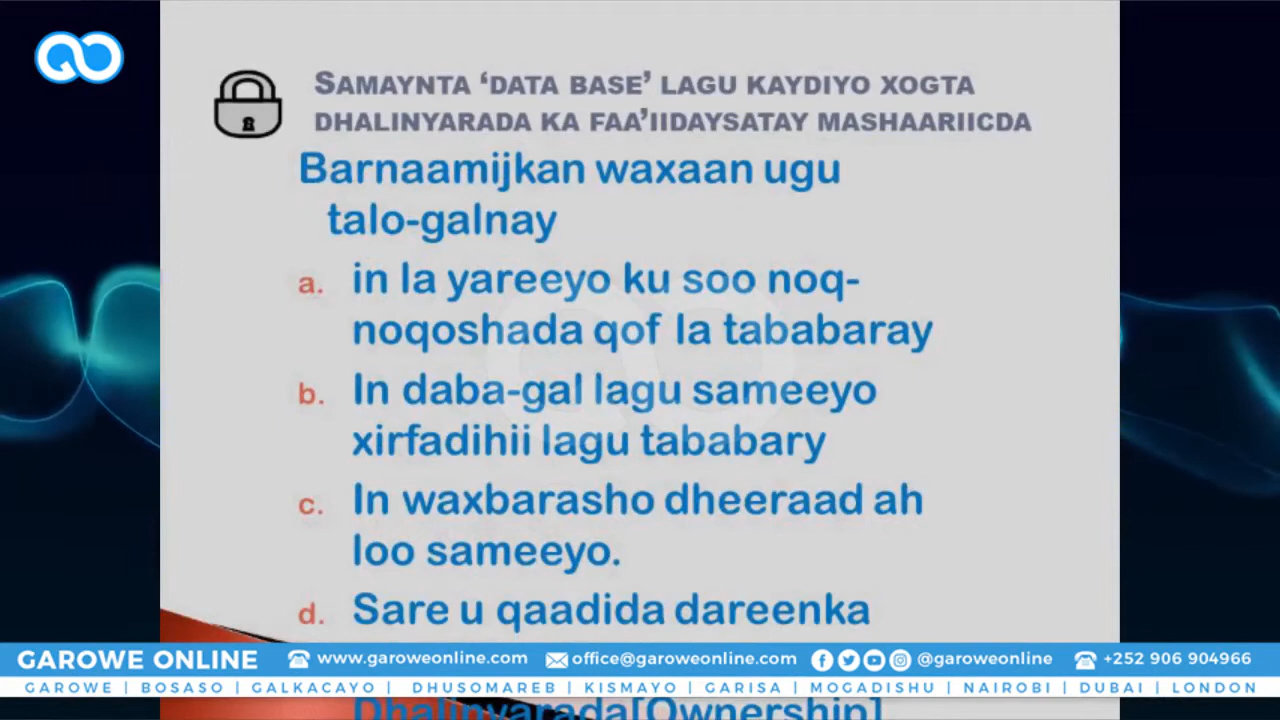 SAMAYNTA ‘DATA BASE’ LAGU KAYDIYO XOGTA
DHALINYARADA KA FAA’IIDAYSATAY MASHAARIICDA
Barnaamijkan waxaan ugu
talo-galnay
a. in la yareeyo ku soo noq-
noqoshada qof la tababaray
b. In daba-gal lagu sameeyo
xirfadihii lagu tababary
c. In waxbarasho dheeraad ah
loo sameeyo.
d. Sare u qaadida dareenka
GAROWE ONLINE www.garoweonline.com office@garoweonline.com @garoweonline +252 906 904966
GAROWE | BOSASO | GALKACAYO | DHUSOMAREB | KISMAYO | GARISA | MOGADISHU | NAIROBI | DUBAI | LONDON
Dhalinyarada[Ownership]